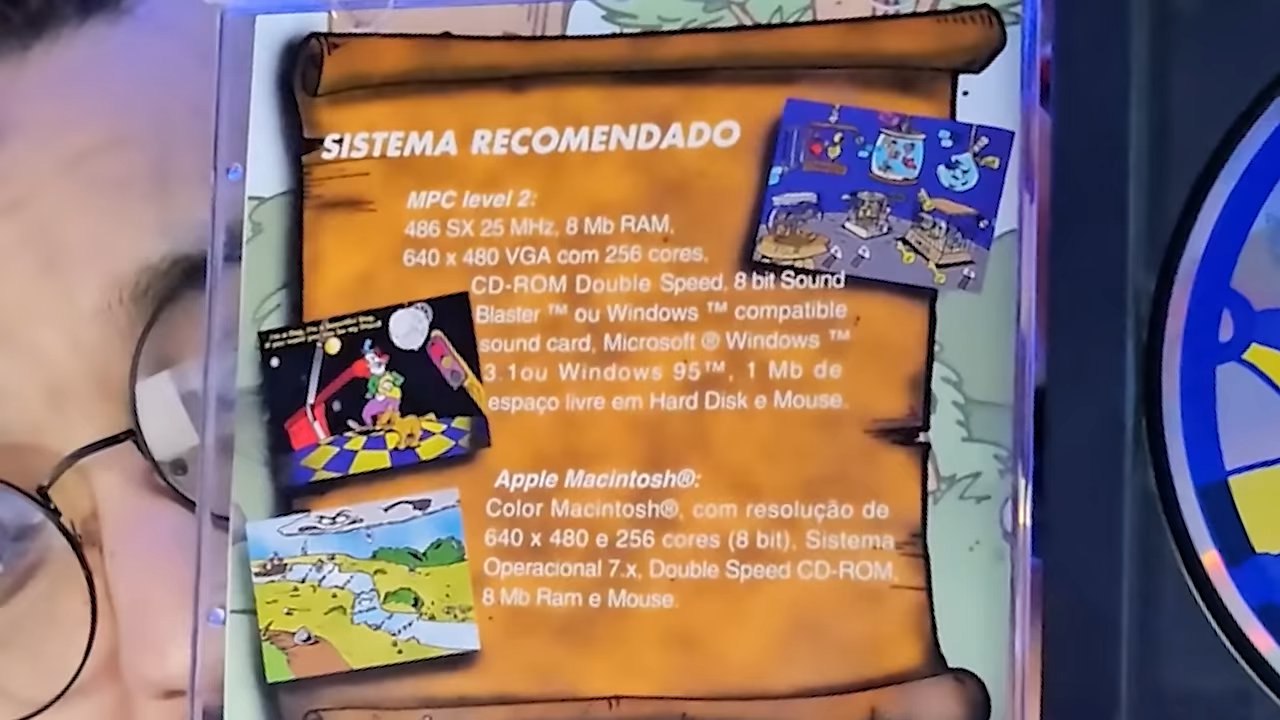 SISTEMA RECOMENDADO
MPC level 2:
486 SX 25 MHz, 8 Mb RAM,
640 x 480 VGA com 256 cores,
CD-ROM Double Speed, 8 bit Sound
Blaster ™ ou Windows ™ compatible
sound card, Microsoft ® Windows ™
3.1ou Windows 95™, 1 Mb de
espaço livre em Hard Disk e Mouse.
Apple Macintosh®:
Color Macintosh®, com resolução de
640 x 480 e 256 cores (8 bit), Sistema
Operacional 7.x, Double Speed CD-ROM,
8 Mb Ram e Mouse.